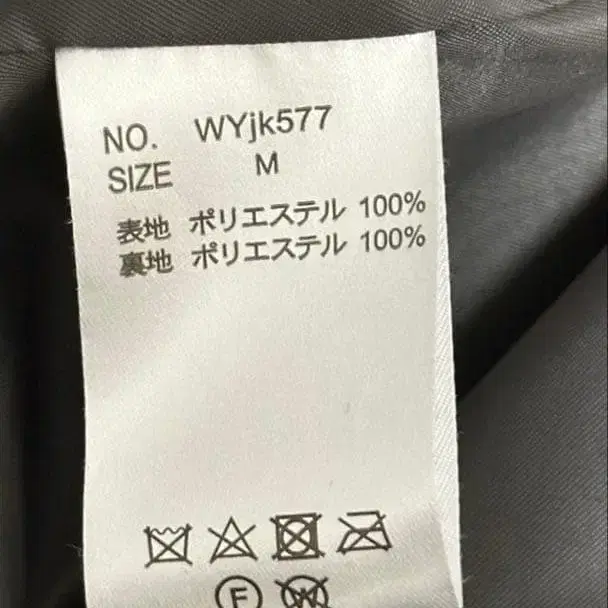 NO. WYjk577
SIZE M
表地 ポリエステル 100%
裏地 ポリエステル 100%
F W